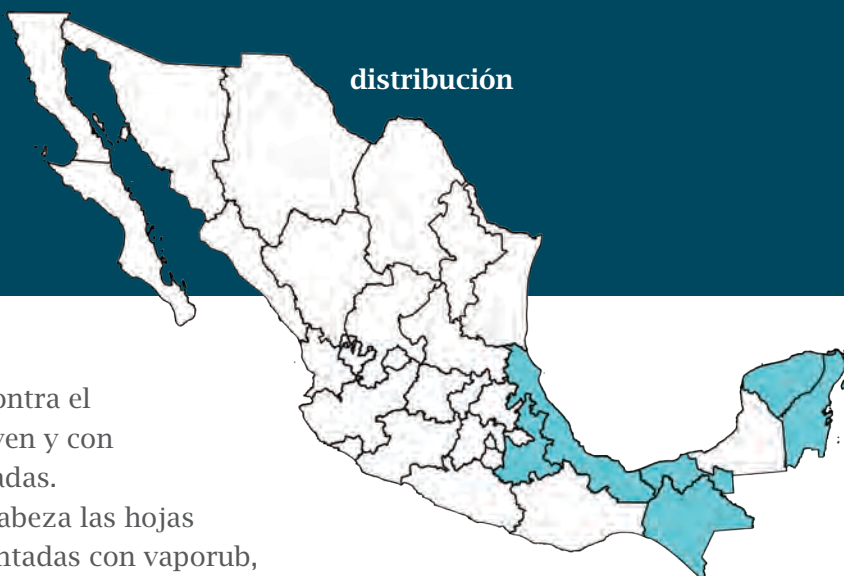 distribución
ontra el
ven y con
adas.
abeza las hojas
ntadas con vaporub,